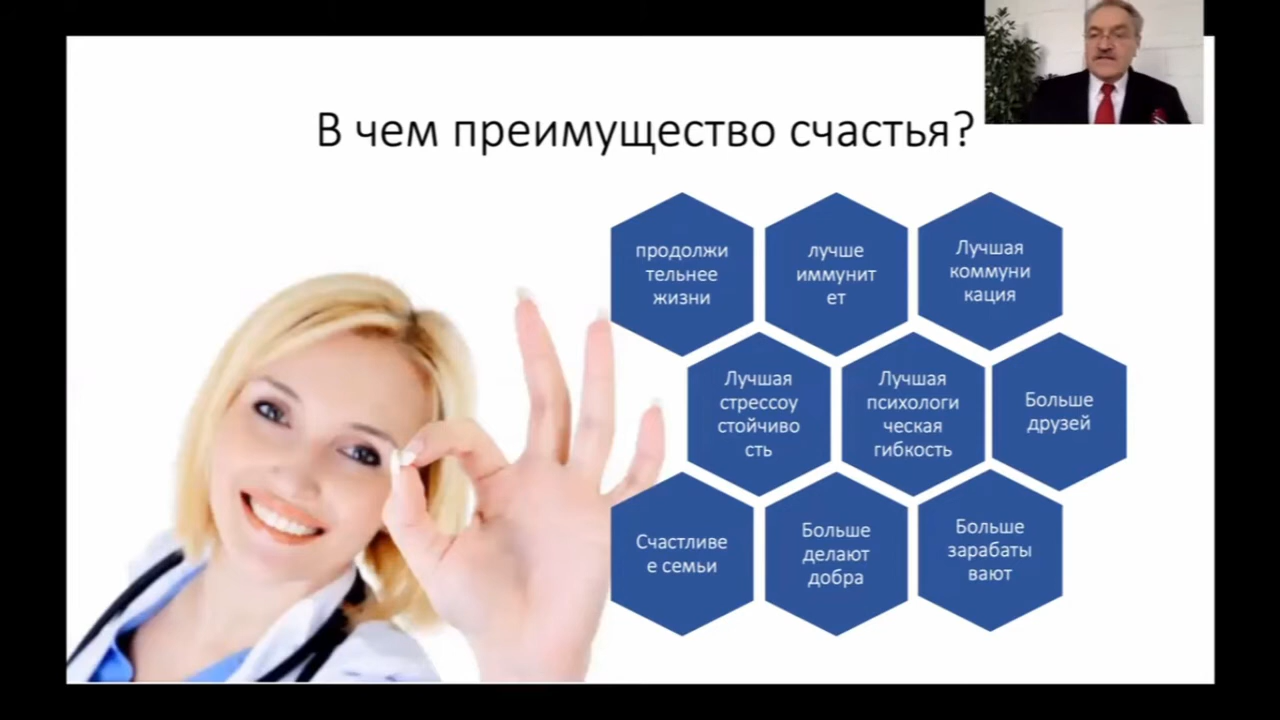 В чем преимущество счастья?
продолжи
тельнее
жизни
лучше
иммунит
ет
Лучшая
коммуни
кация
Лучшая
стрессоу
стойчиво
сть
Лучшая
психологи
ческая
гибкость
Больше
друзей
Счастливе
е семьи
Больше
делают
добра
Больше
зарабаты
вают